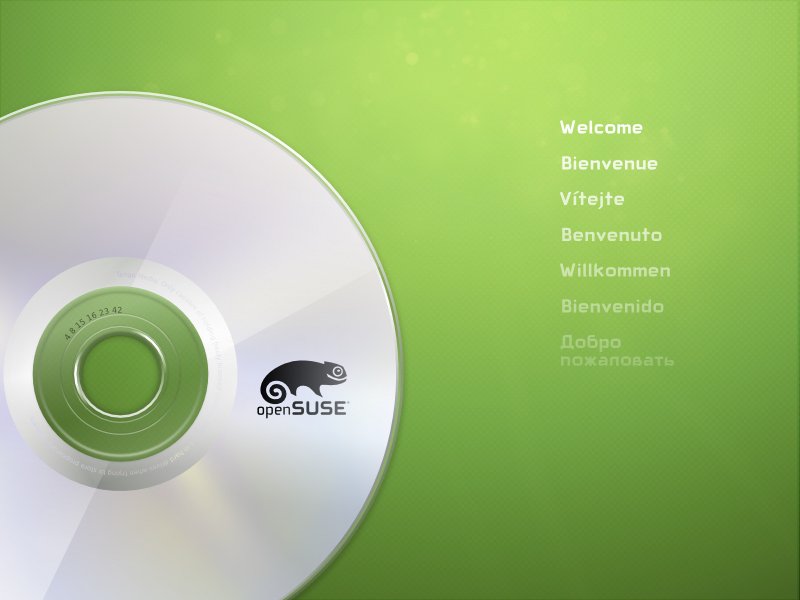 4 8 15 16 23 42
openSUSE
Welcome
Bienvenue
Vítejte
Benvenuto
Willkommen
Bienvenido
Добро
пожаловать